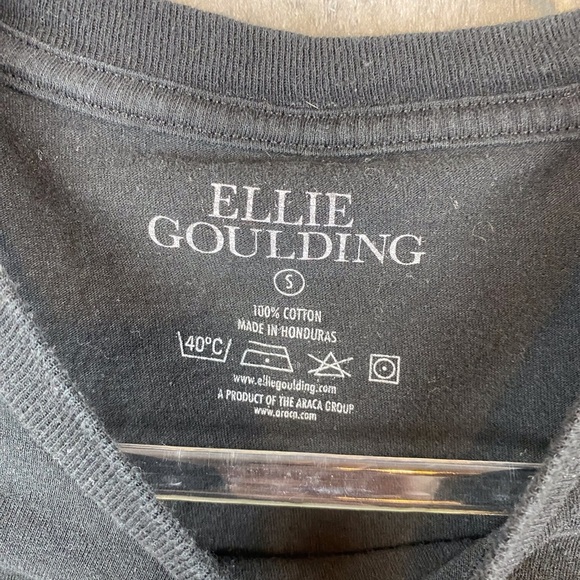 ELLIE
GOULDING
S
100% COTTON
MADE IN HONDURAS
40°C
www.elliegoulding.com
A PRODUCT OF THE ARACA GROUP
www.araca.com